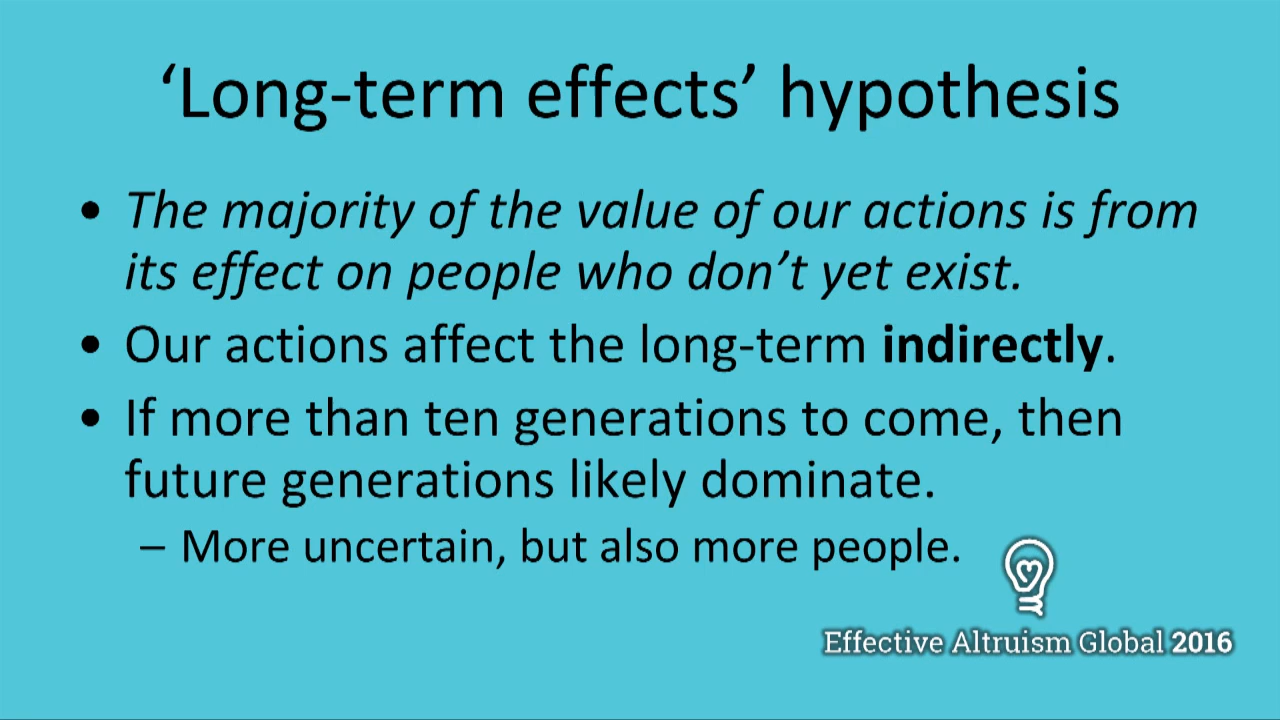 ‘Long-term effects’ hypothesis
• The majority of the value of our actions is from
its effect on people who don’t yet exist.
• Our actions affect the long-term indirectly.
• If more than ten generations to come, then
future generations likely dominate.
– More uncertain, but also more people.
Effective Altruism Global 2016